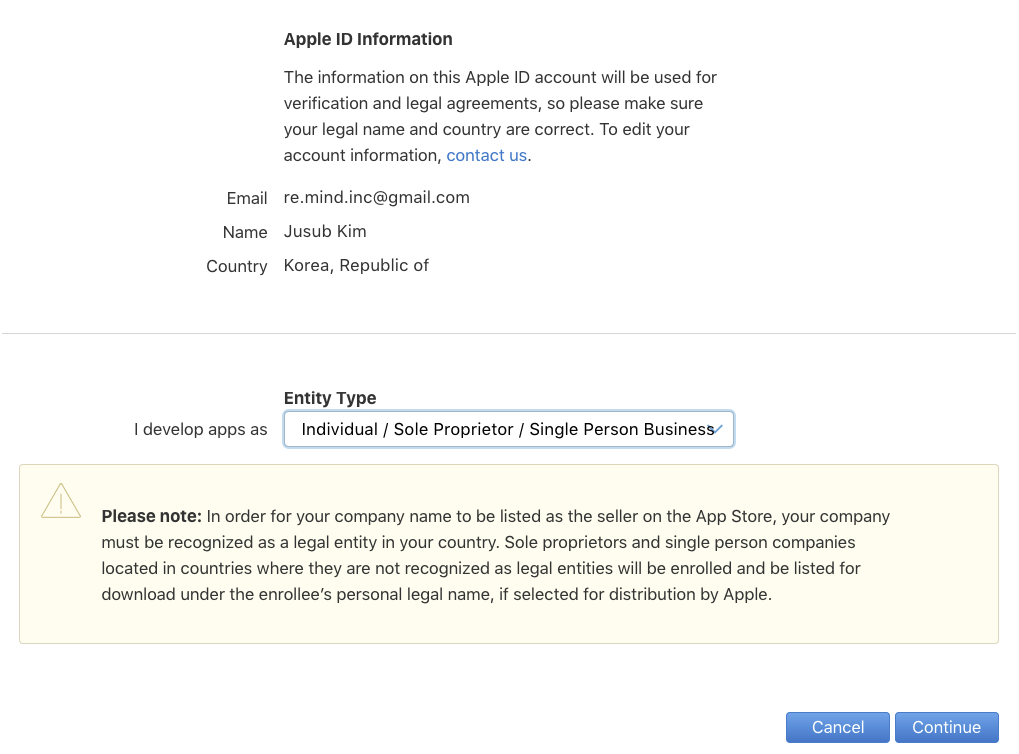 Apple ID Information
The information on this Apple ID account will be used for
verification and legal agreements, so please make sure
your legal name and country are correct. To edit your
account information, contact us.
Email re.mind.inc@gmail.com
Name Jusub Kim
Country Korea, Republic of
Entity Type
I develop apps as Individual / Sole Proprietor / Single Person Business
Please note: In order for your company name to be listed as the seller on the App Store, your company
must be recognized as a legal entity in your country. Sole proprietors and single person companies
located in countries where they are not recognized as legal entities will be enrolled and be listed for
download under the enrollee’s personal legal name, if selected for distribution by Apple.
Cancel Continue